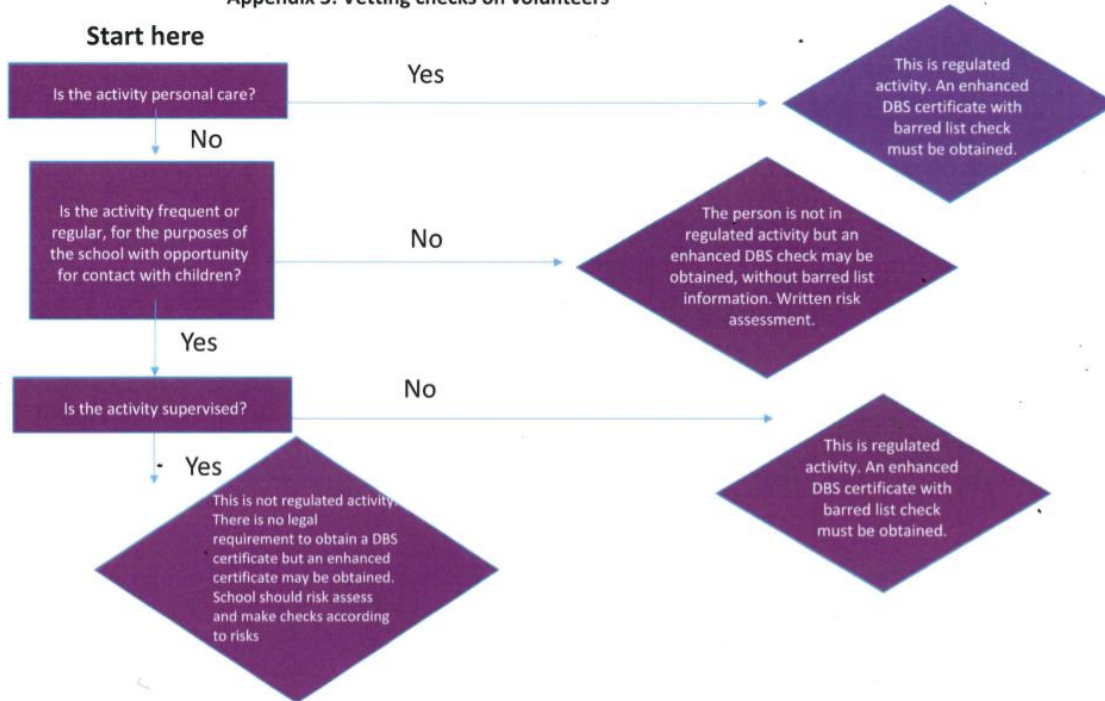 Appendix 3: Vetting checks on volunteers
Start here
Is the activity personal care?
Yes
This is regulated
activity. An enhanced
DBS certificate with
barred list check
must be obtained.
No
Is the activity frequent or
regular, for the purposes of
the school with opportunity
for contact with children?
No
The person is not in
regulated activity but an
enhanced DBS check may be
obtained, without barred list
information. Written risk
assessment.
Yes
Is the activity supervised?
No
This is regulated
activity. An enhanced
DBS certificate with
barred list check
must be obtained.
Yes
This is not regulated activity.
There is no legal
requirement to obtain a DBS
certificate but an enhanced
certificate may be obtained.
School should risk assess
and make checks according
to risks